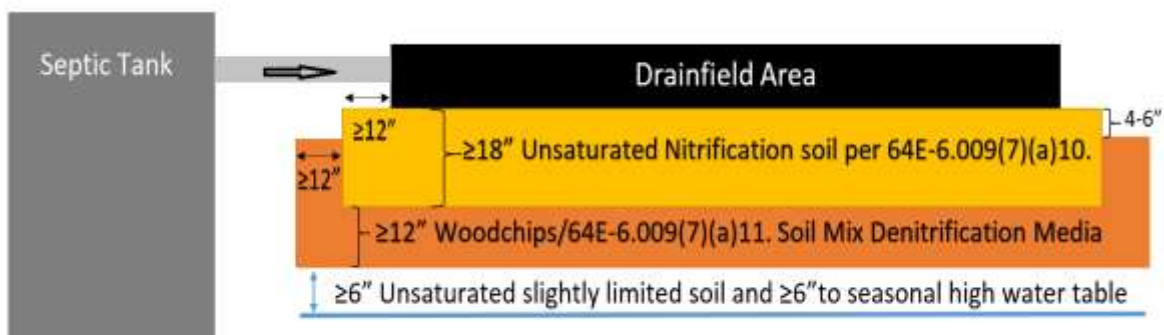 Septic Tank
Drainfield Area
≥12”
4-6”
≥18” Unsaturated Nitrification soil per 64E-6.009(7)(a)10.
≥12”
≥12” Woodchips/64E-6.009(7)(a)11. Soil Mix Denitrification Media
≥6” Unsaturated slightly limited soil and ≥6”to seasonal high water table